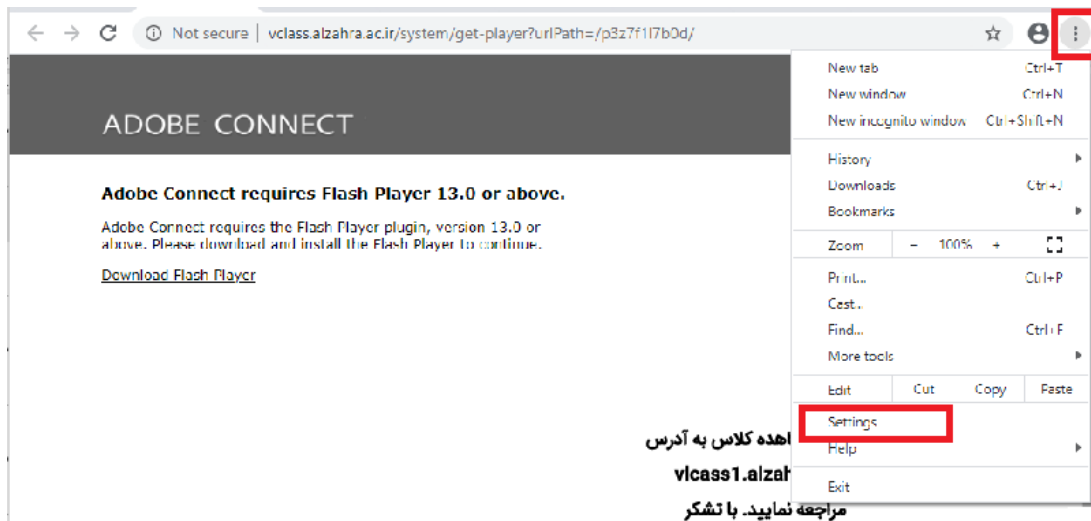 Not secure | vclass.alzahra.ac.ir/system/get-player?urlPath=/p3z7f1l7b0d/
ADOBE CONNECT
Adobe Connect requires Flash Player 13.0 or above.
Adobe Connect requires the Flash Player plugin, version 13.0 or
above. Please download and install the Flash Player to continue.
Download Flash Player
New tab Ctrl+T
New window Ctrl+N
New incognito window Ctrl+Shift+N
History
Downloads Ctrl+J
Bookmarks
Zoom - 100% +
Print... Ctrl+P
Cast...
Find... Ctrl+F
More tools
Edit Cut Copy Paste
Settings
Help
Exit
کلاس به آدرس
مراجعه نمایید. با تشکر